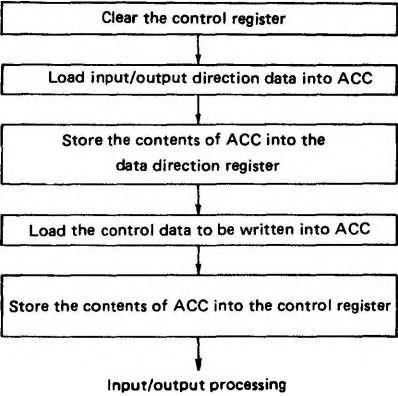 Clear the control register
Load input/output direction data into ACC
Store the contents of ACC into the
data direction register
Load the control data to be written into ACC
Store the contents of ACC into the control register
Input/output processing